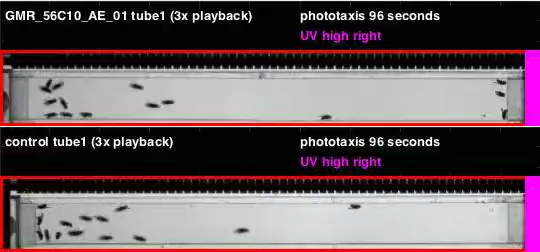 GMR_56C10_AE_01 tube1 (3x playback) phototaxis 96 seconds
UV high right
control tube1 (3x playback) phototaxis 96 seconds
UV high right